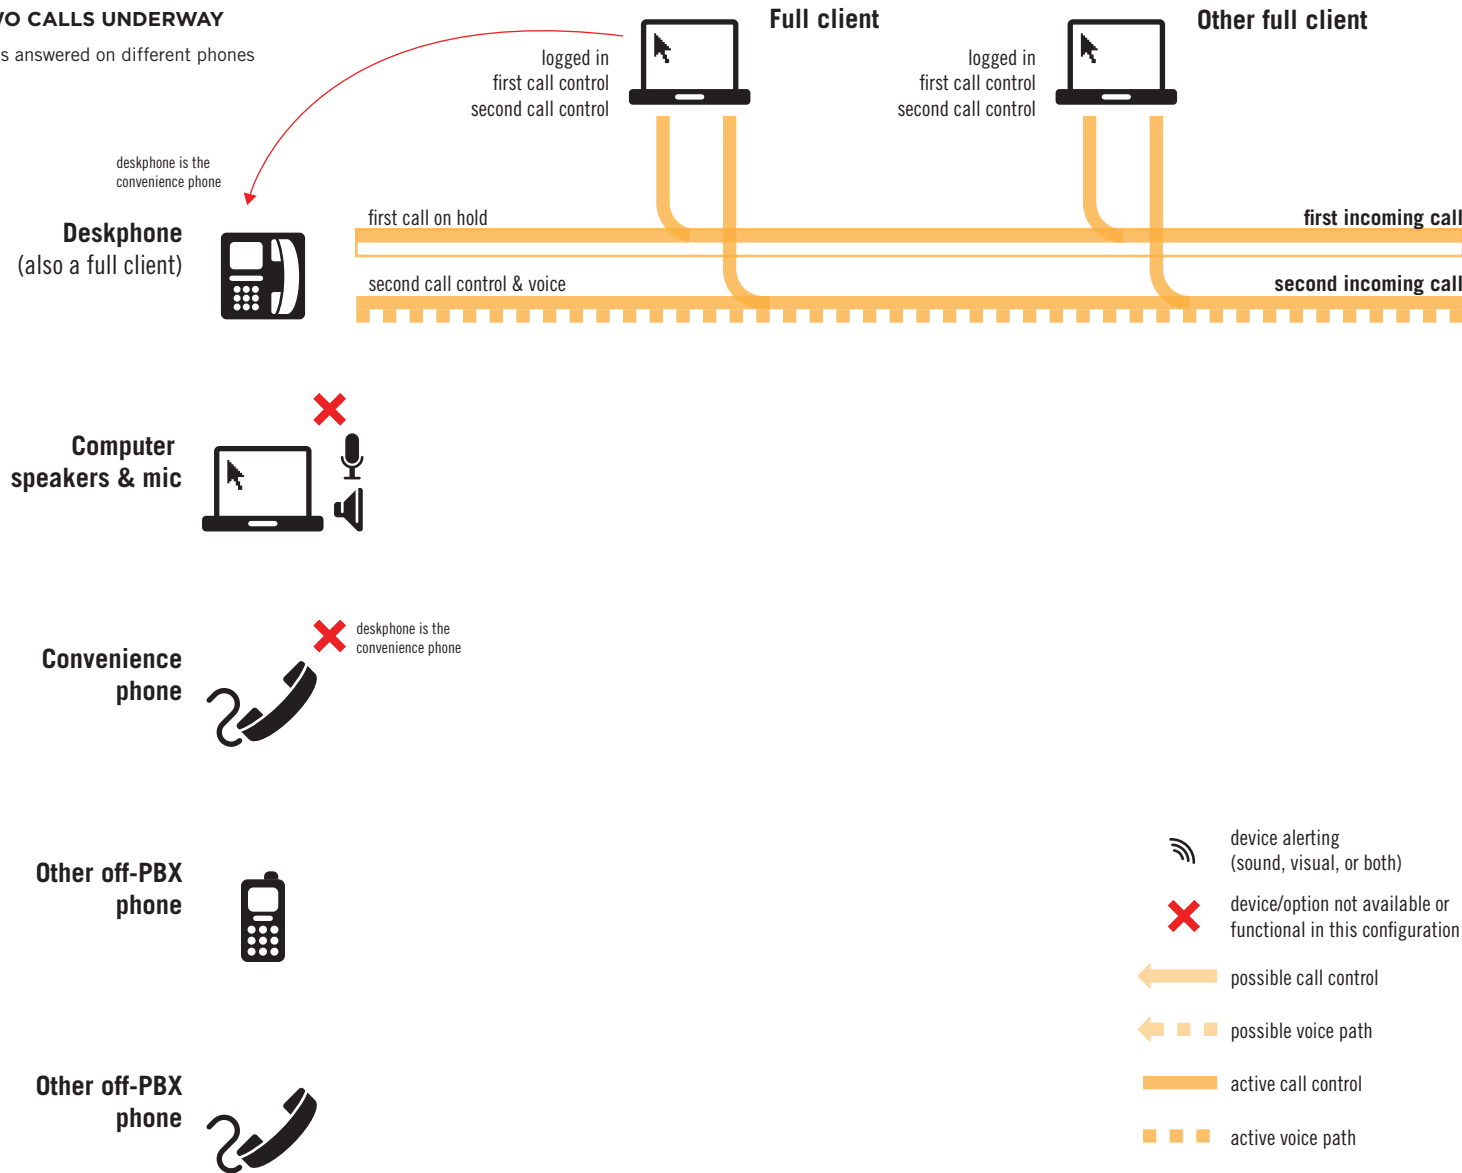 CALLS UNDERWAY
answered on different phones
Full client
Other full client
logged in
first call control
second call control
logged in
first call control
second call control
deskphone is the
convenience phone
Deskphone
(also a full client)
first call on hold
first incoming call
second call control & voice
second incoming call
Computer
speakers & mic
Convenience
phone
deskphone is the
convenience phone
Other off-PBX
phone
device alerting
(sound, visual, or both)
device/option not available or
functional in this configuration
possible call control
possible voice path
Other off-PBX
phone
active call control
active voice path